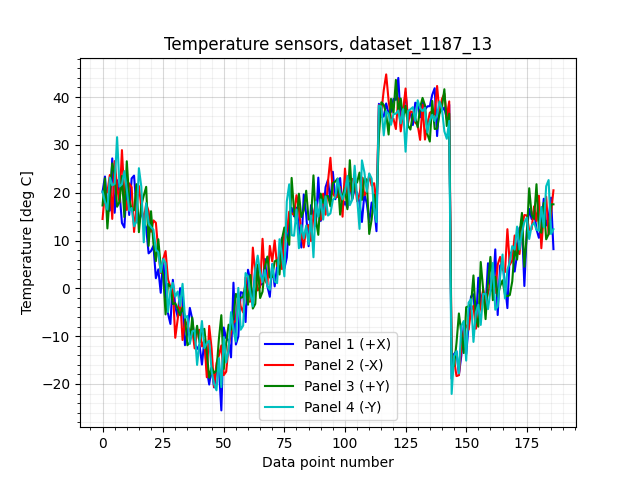 Temperature sensors, dataset_1187_13
Temperature [deg C]
40
30
20
10
0
−10
−20
0
25
50
75
100
125
150
175
Data point number
Panel 1 (+X)
Panel 2 (-X)
Panel 3 (+Y)
Panel 4 (-Y)